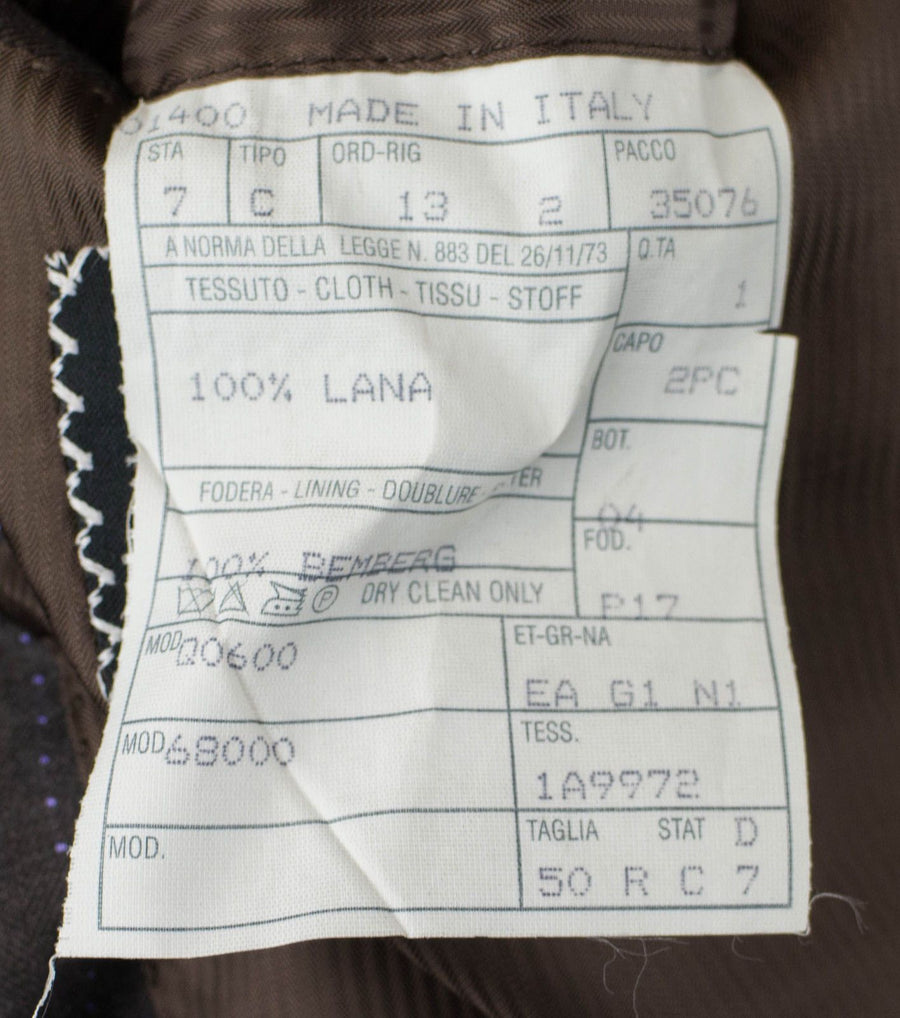 MADE IN ITALY
STA TIPO ORD-RIG PACCO
7 C 13 2 35076
A NORMA DELLA LEGGE N. 883 DEL 26/11/73 Q.TA
TESSUTO - CLOTH - TISSU - STOFF 1
CAPO
100% LANA 2PC
BOT.
FODERA - LINING - DOUBLURE -
04
FOD.
100% BEMBERG
DRY CLEAN ONLY P17
MOD ET-GR-NA
00600
EA G1 N1
MOD 68000 TESS.
1A9972
MOD. TAGLIA STAT D
50 R C 7